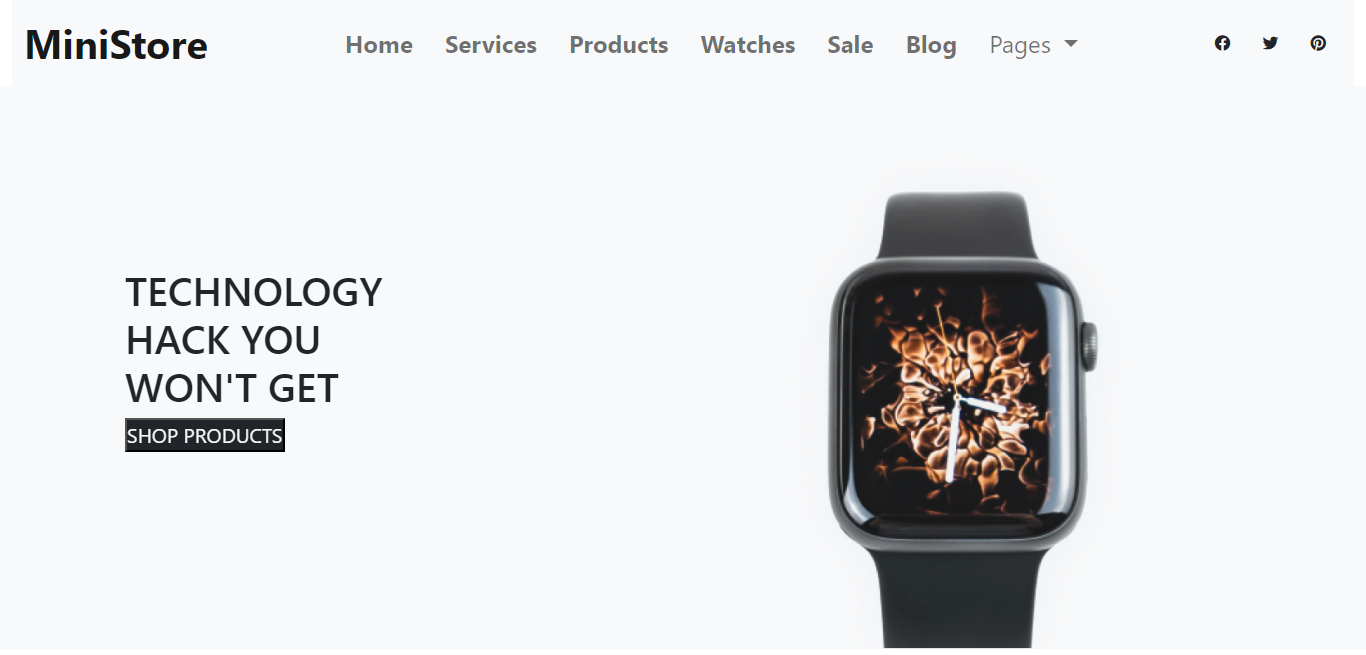 MiniStore Home Services Products Watches Sale Blog Pages
TECHNOLOGY
HACK YOU
WON'T GET
SHOP PRODUCTS